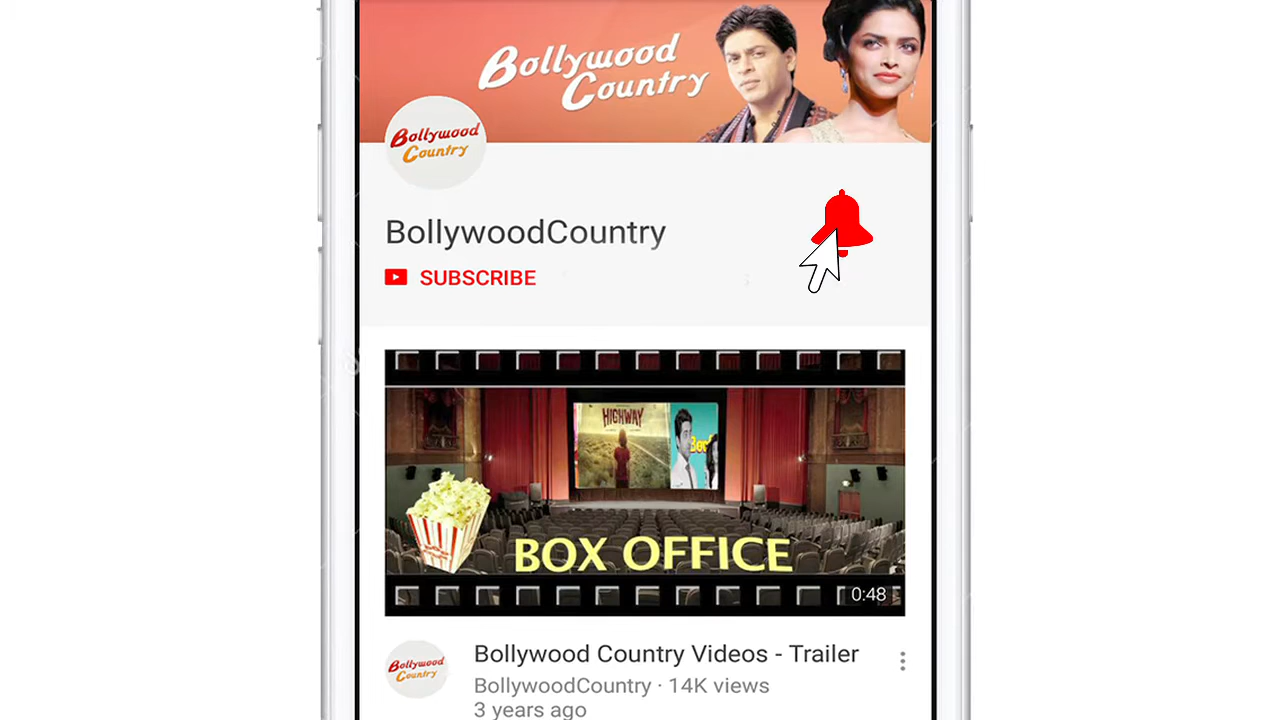 Bollywood
Country
Bollywood
Country
BollywoodCountry
SUBSCRIBE
HIGHWAY
BOX OFFICE
0:48
Bollywood Country Videos - Trailer
Bollywood
Country
BollywoodCountry · 14K views
3 years ago